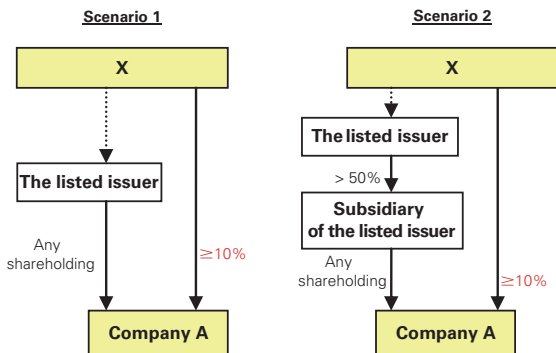 Scenario 1
X
The listed issuer
Any
shareholding
≥10%
Company A
Scenario 2
X
The listed issuer
> 50%
Subsidiary
of the listed issuer
Any
shareholding
≥10%
Company A